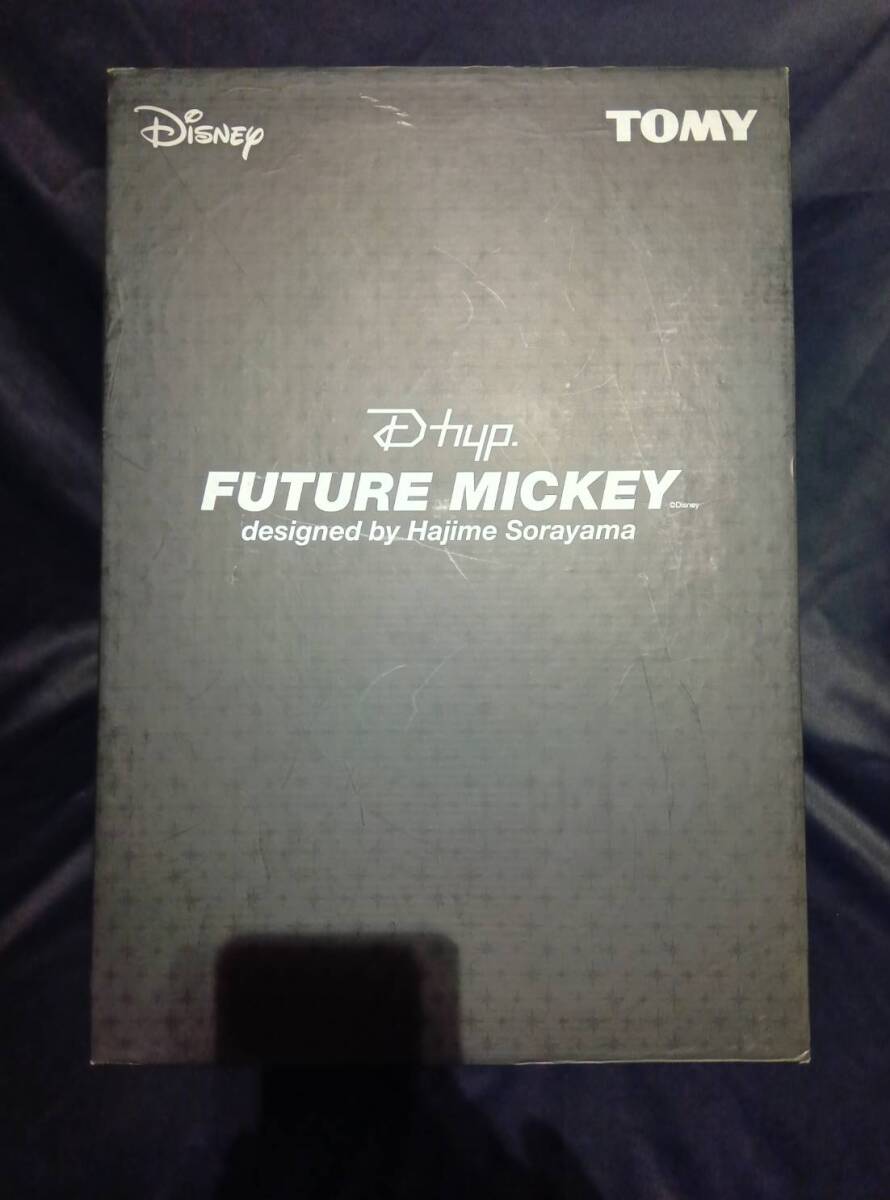 Disney
TOMY
D-hyp.
FUTURE MICKEY
©Disney
designed by Hajime Sorayama